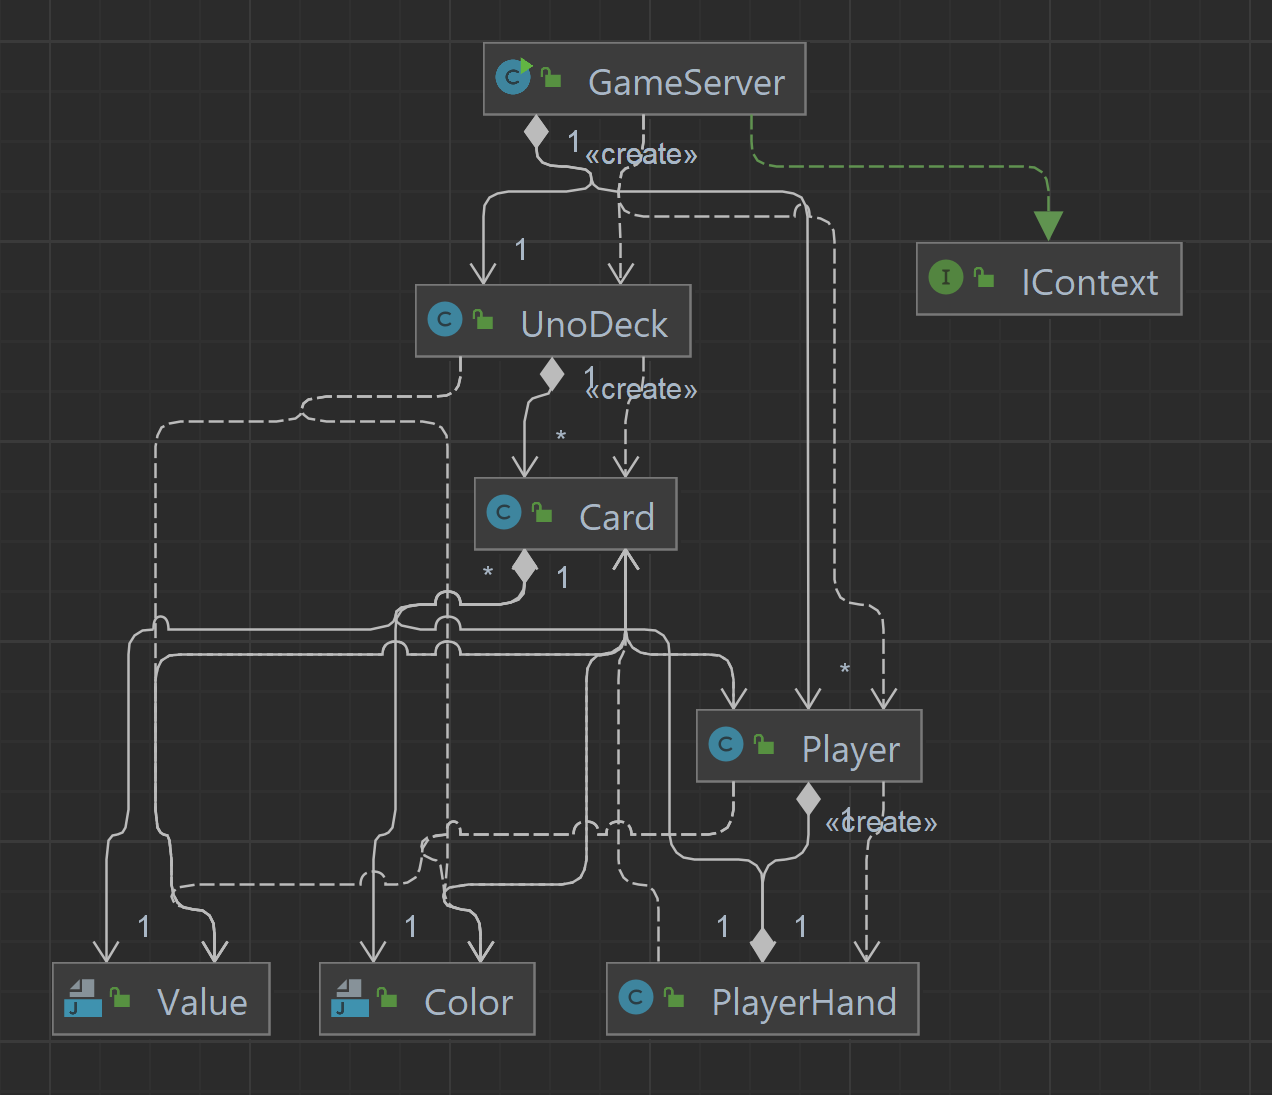 GameServer
1
«create»
1
IContext
UnoDeck
1
«create»
*
Card
*
1
*
Player
1
«create»
1
1
1
1
Value
Color
PlayerHand